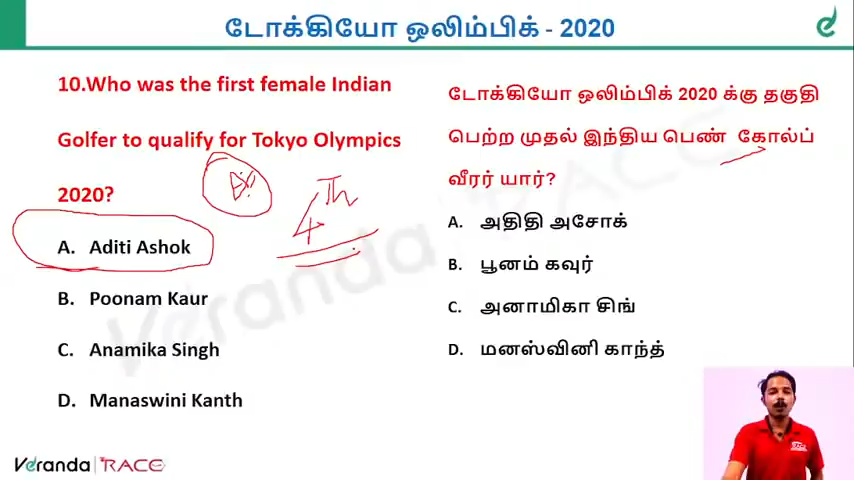 டோக்கியோ ஒலிம்பிக் - 2020
10.Who was the first female Indian
Golfer to qualify for Tokyo Olympics
2020?
A. Aditi Ashok
B. Poonam Kaur
C. Anamika Singh
D. Manaswini Kanth
4Th
டோக்கியோ ஒலிம்பிக் 2020 க்கு தகுதி
பெற்ற முதல் இந்திய பெண் கோல்ப்
வீரர் யார்?
A. அதிதி அசோக்
B. பூனம் கவுர்
C. அனாமிகா சிங்
D. மனஸ்வினி காந்த்
Veranda RACE
Veranda RACE